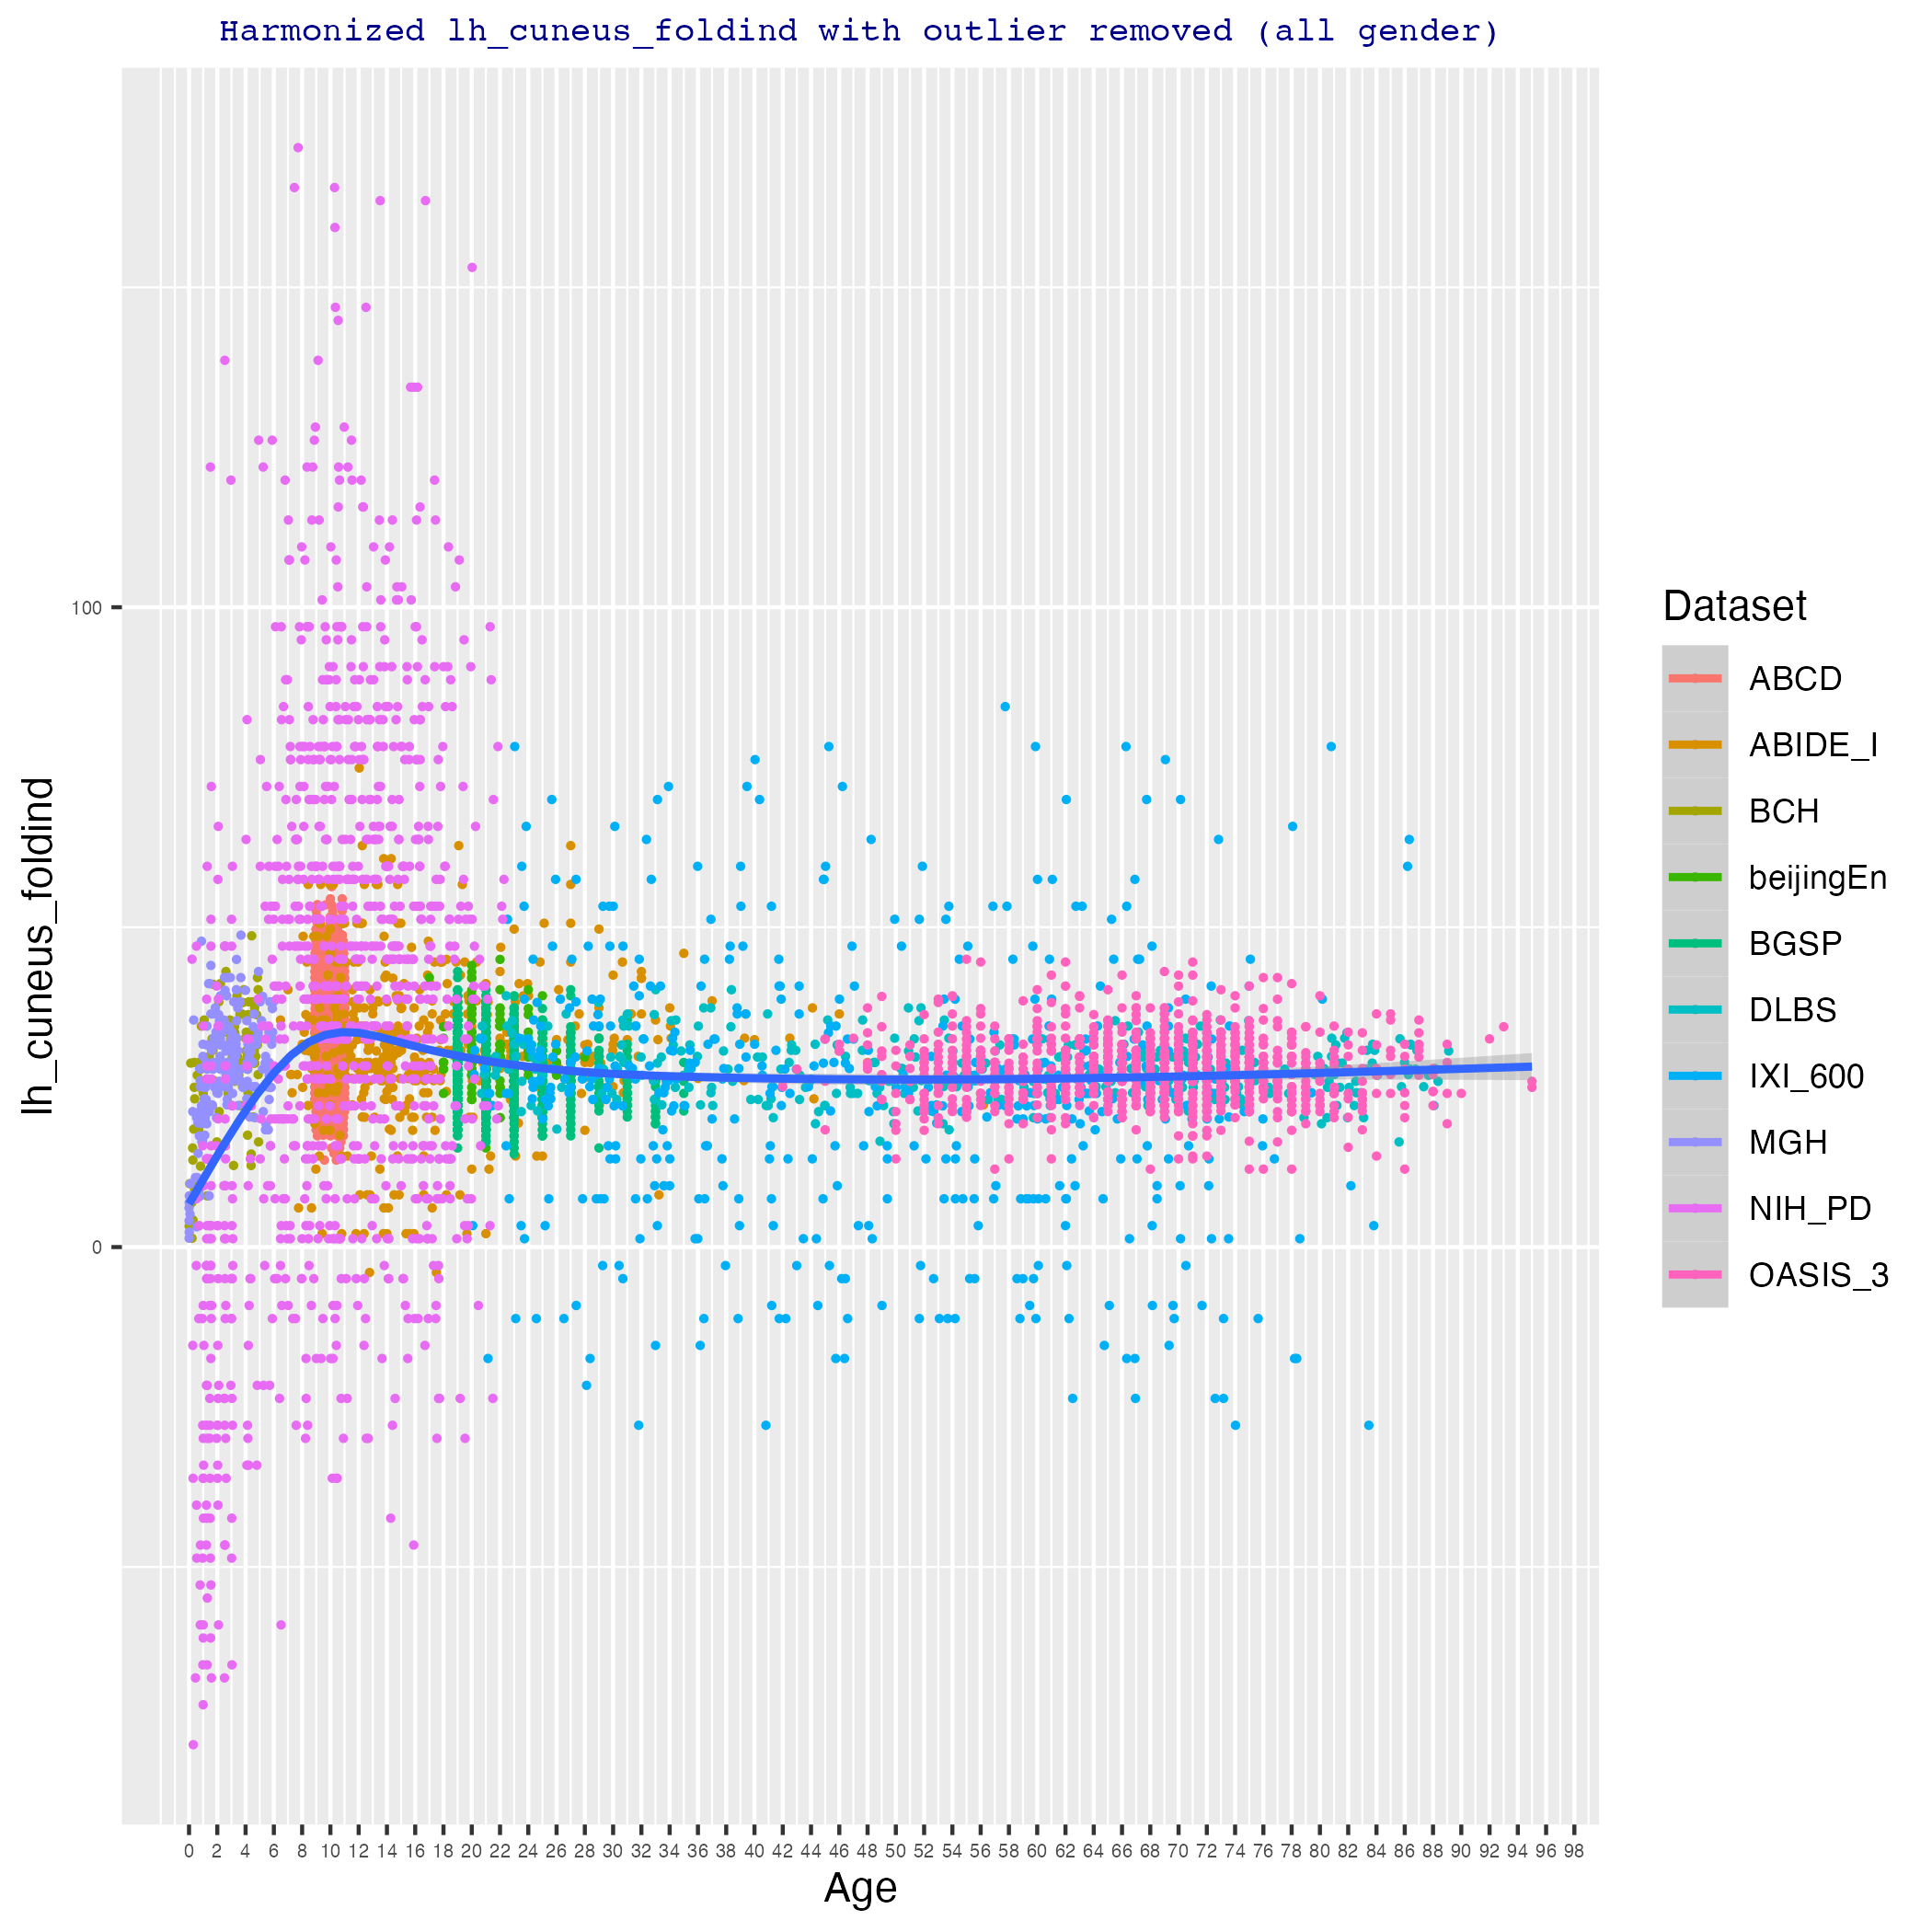 Harmonized lh_cuneus_foldind with outlier removed (all gender)
lh_cuneus_foldind
100
0
0 2 4 6 8 10 12 14 16 18 20 22 24 26 28 30 32 34 36 38 40 42 44 46 48 50 52 54 56 58 60 62 64 66 68 70 72 74 76 78 80 82 84 86 88 90 92 94 96 98
Age
Dataset
ABCD
ABIDE_I
BCH
beijingEn
BGSP
DLBS
IXI_600
MGH
NIH_PD
OASIS_3